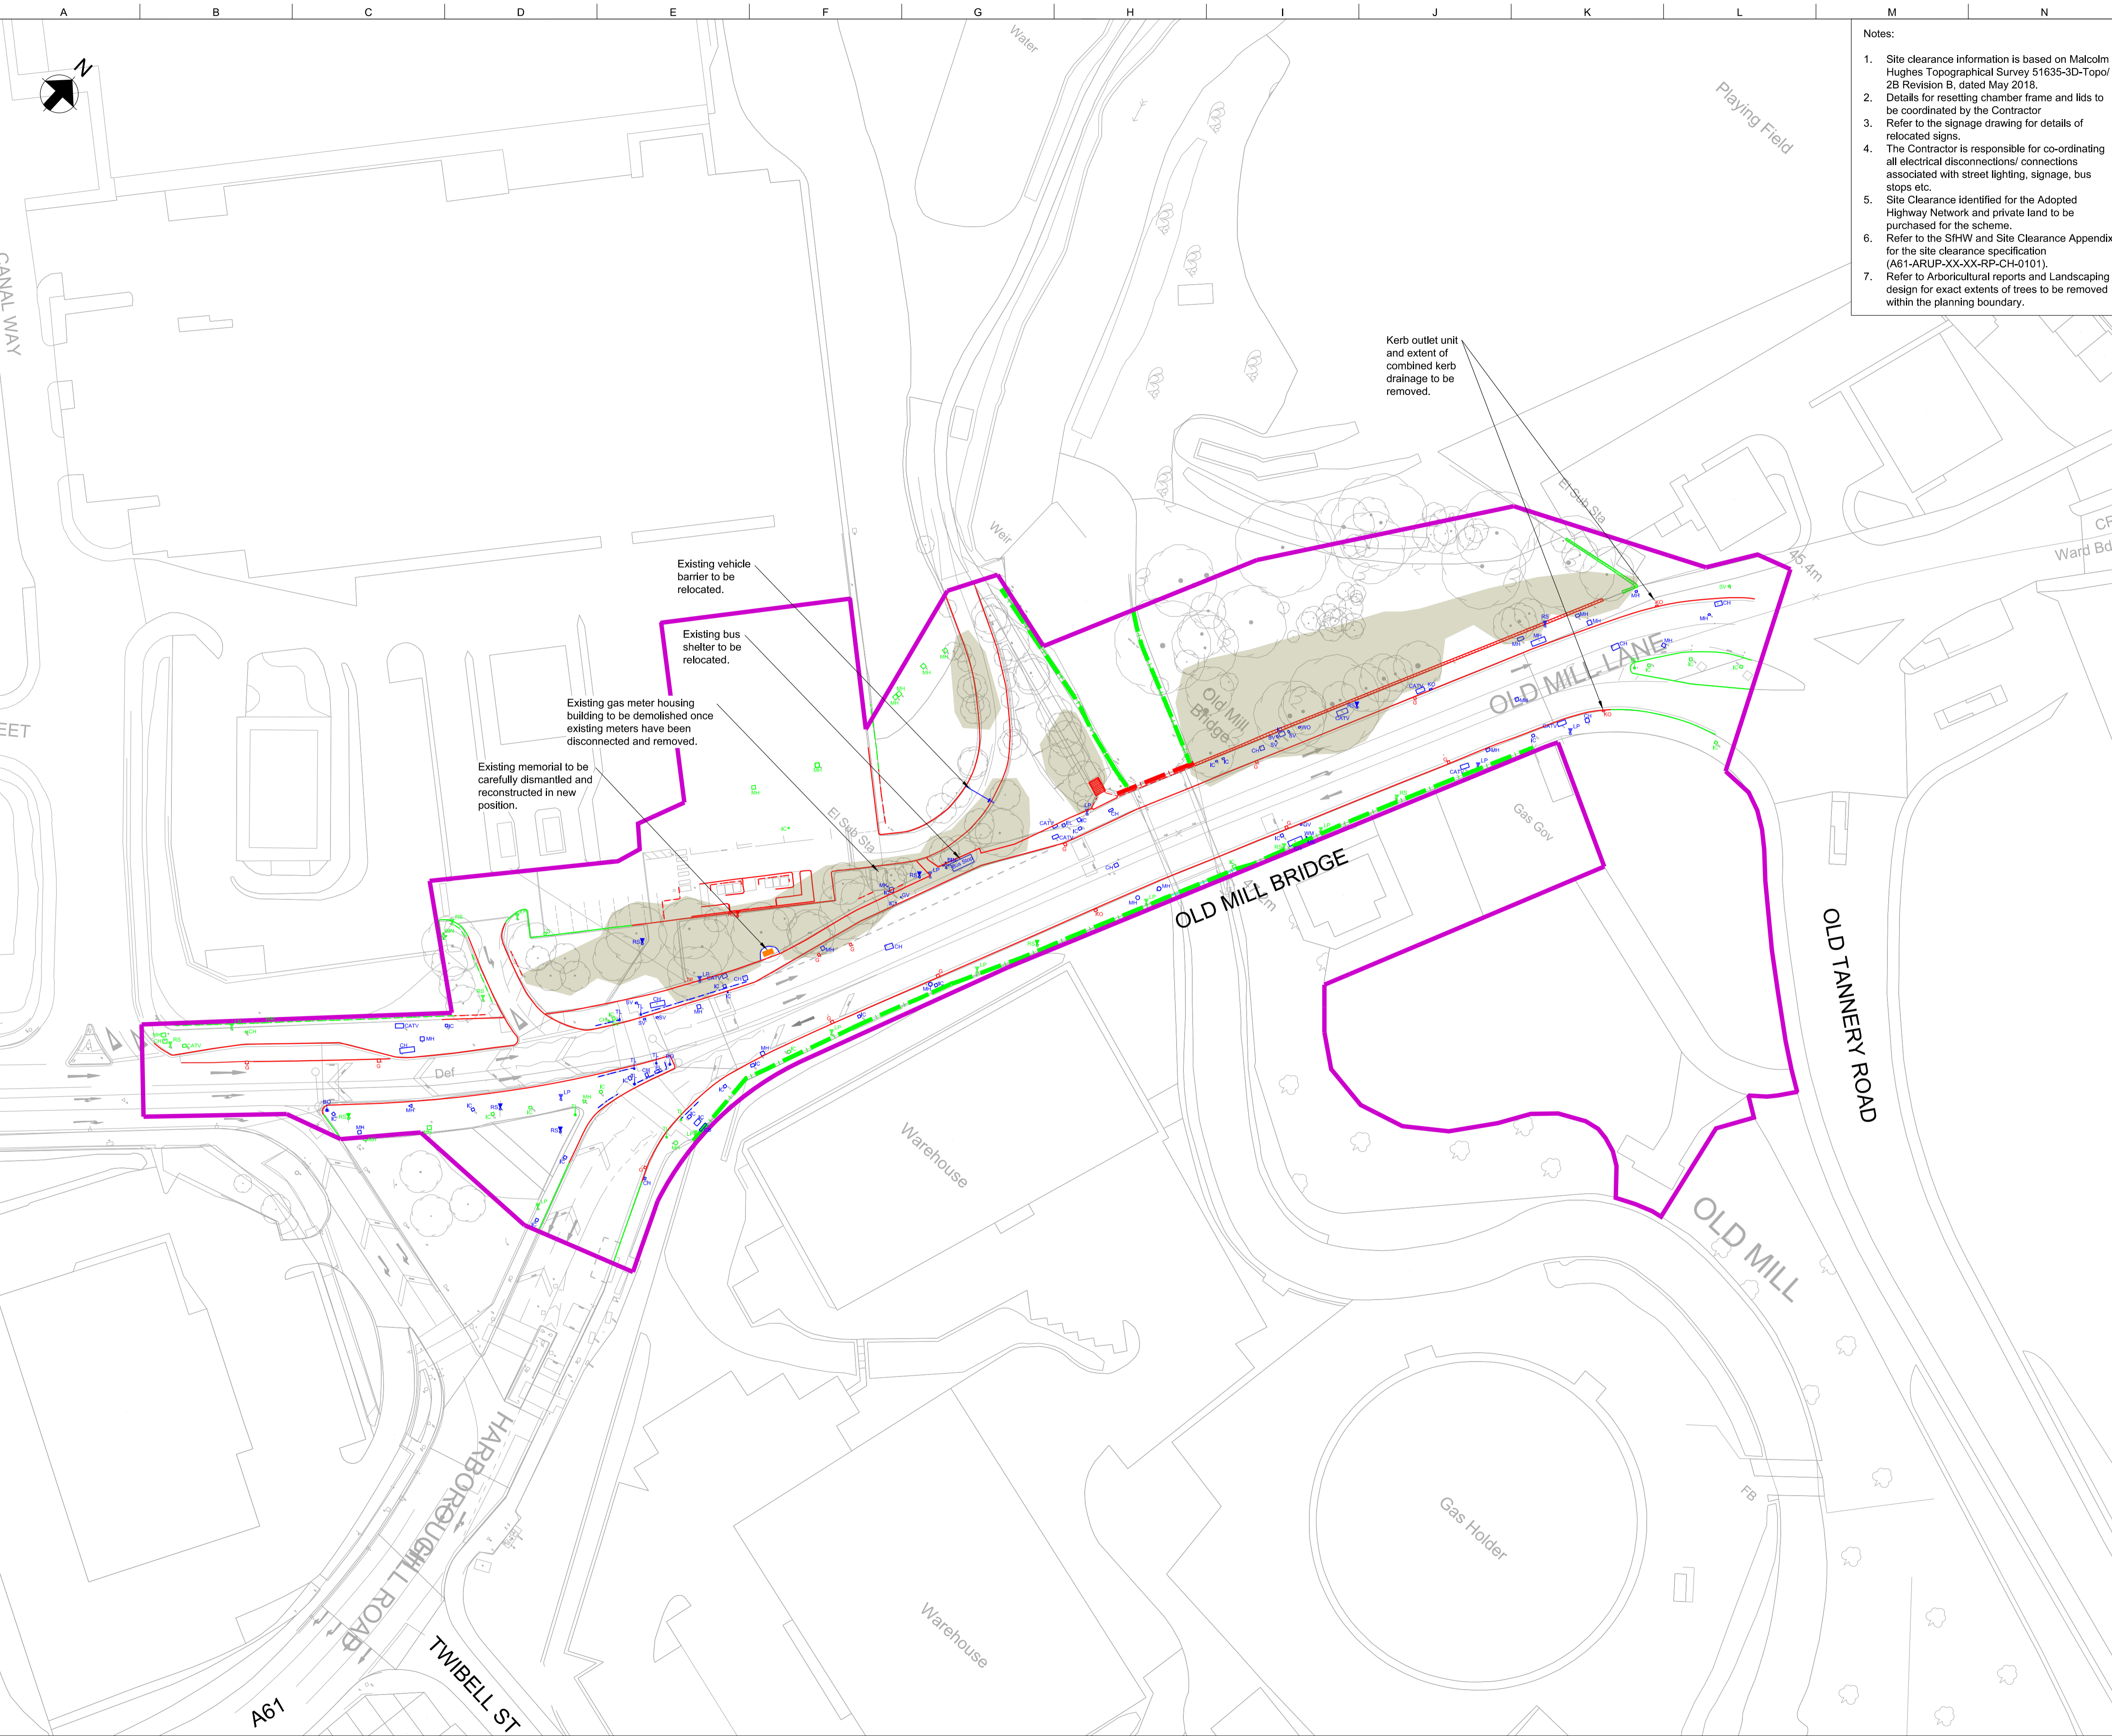 A B C D E F G H I J K L M N
N
Notes:
1. Site clearance information is based on Malcolm
Hughes Topographical Survey 51635-3D-Topo/
2B Revision B, dated May 2018.
2. Details for resetting chamber frame and lids to
be coordinated by the Contractor
3. Refer to the signage drawing for details of
relocated signs.
4. The Contractor is responsible for co-ordinating
all electrical disconnections/ connections
associated with street lighting, signage, bus
stops etc.
5. Site Clearance identified for the Adopted
Highway Network and private land to be
purchased for the scheme.
6. Refer to the SfHW and Site Clearance Appendix
for the site clearance specification
(A61-ARUP-XX-XX-RP-CH-0101).
7. Refer to Arboricultural reports and Landscaping
design for exact extents of trees to be removed
within the planning boundary.
Water
Playing Field
CANAL WAY
Kerb outlet unit
and extent of
combined kerb
drainage to be
removed.
El Sub Sta
Weir
45.4m
Ward Bd
Existing vehicle
barrier to be
relocated.
Existing bus
shelter to be
relocated.
Existing gas meter housing
building to be demolished once
existing meters have been
disconnected and removed.
Existing memorial to be
carefully dismantled and
reconstructed in new
position.
Old Mill
Bridge
OLD MILL LANE
El Sub Sta
Bus Stop
Gas Gov
OLD MILL BRIDGE
OLD TANNERY ROAD
Def
Warehouse
OLD MILL
HARBOROUGH
HILL ROAD
Gas Holder
FB
Warehouse
TWIBELL ST
A61